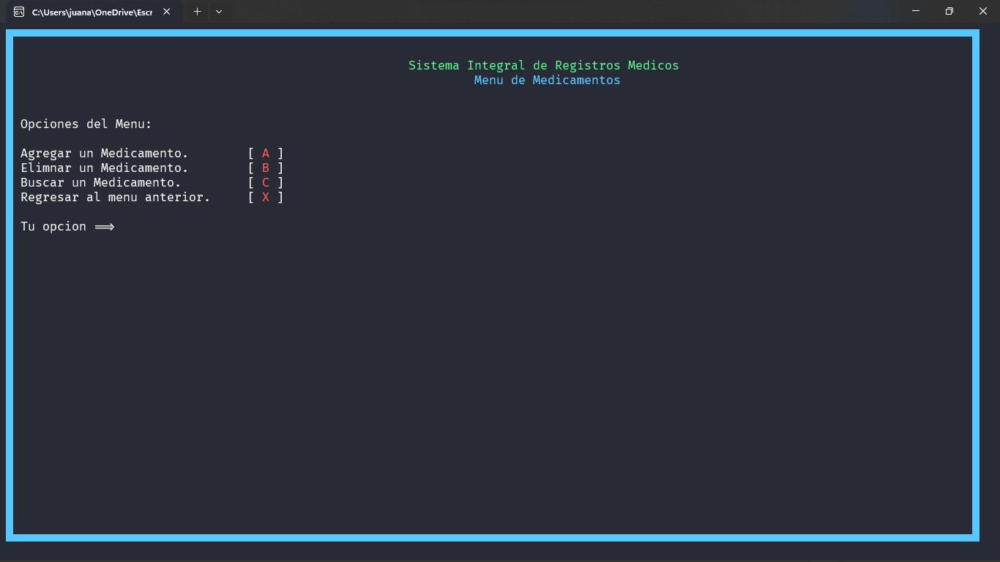 C:\Users\juana\OneDrive\Escr
Sistema Integral de Registros Medicos
Menu de Medicamentos
Opciones del Menu:
Agregar un Medicamento. [ A ]
Elimnar un Medicamento. [ B ]
Buscar un Medicamento. [ C ]
Regresar al menu anterior. [ X ]
Tu opcion ==>